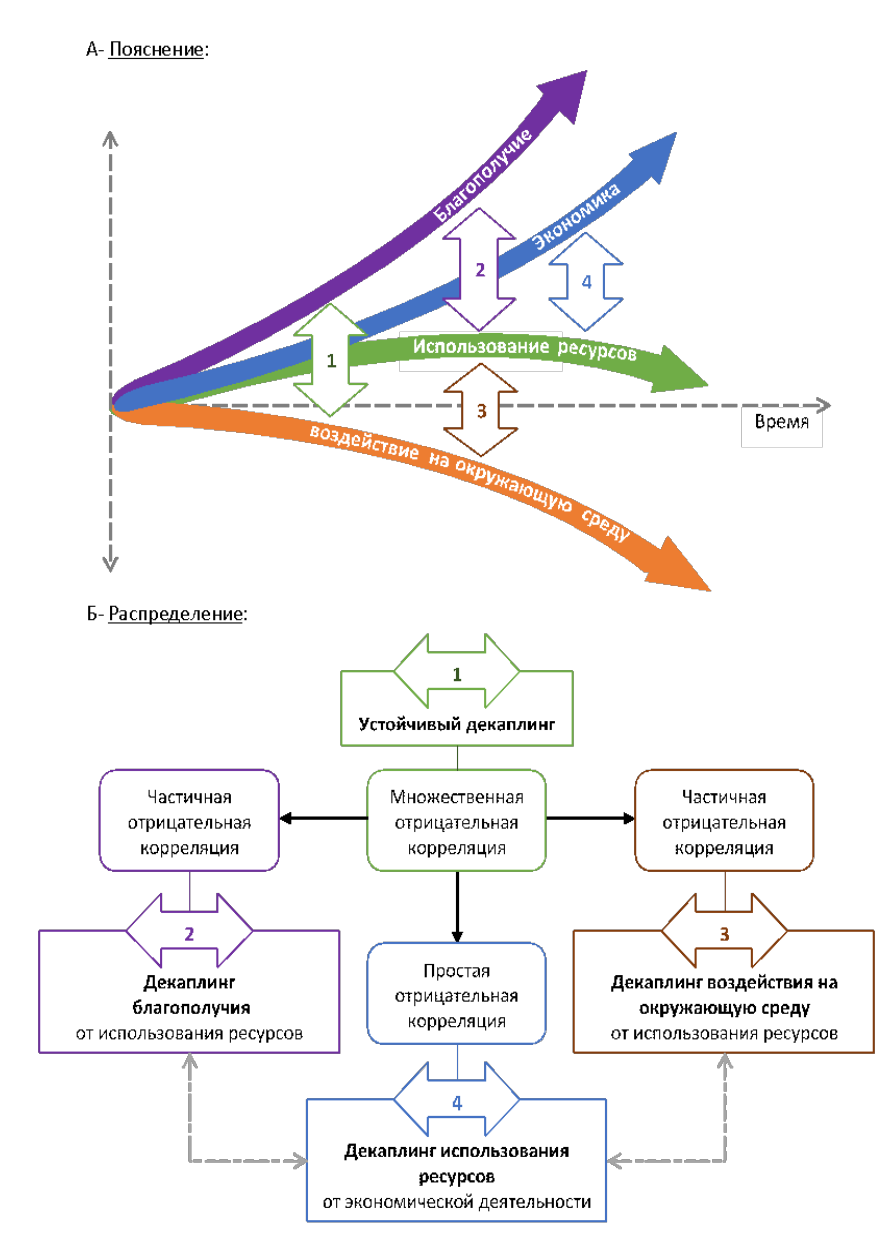 А- Пояснение:
Благополучие
Экономика
2
4
1
Использование ресурсов
3
Время
воздействие на окружающую среду
Б- Распределение:
1
Устойчивый декаплинг
Частичная
отрицательная
корреляция
Множественная
отрицательная
корреляция
Частичная
отрицательная
корреляция
2
Декаплинг
благополучия
от использования ресурсов
Простая
отрицательная
корреляция
3
Декаплинг воздействия на
окружающую среду
от использования ресурсов
4
Декаплинг использования
ресурсов
от экономической деятельности